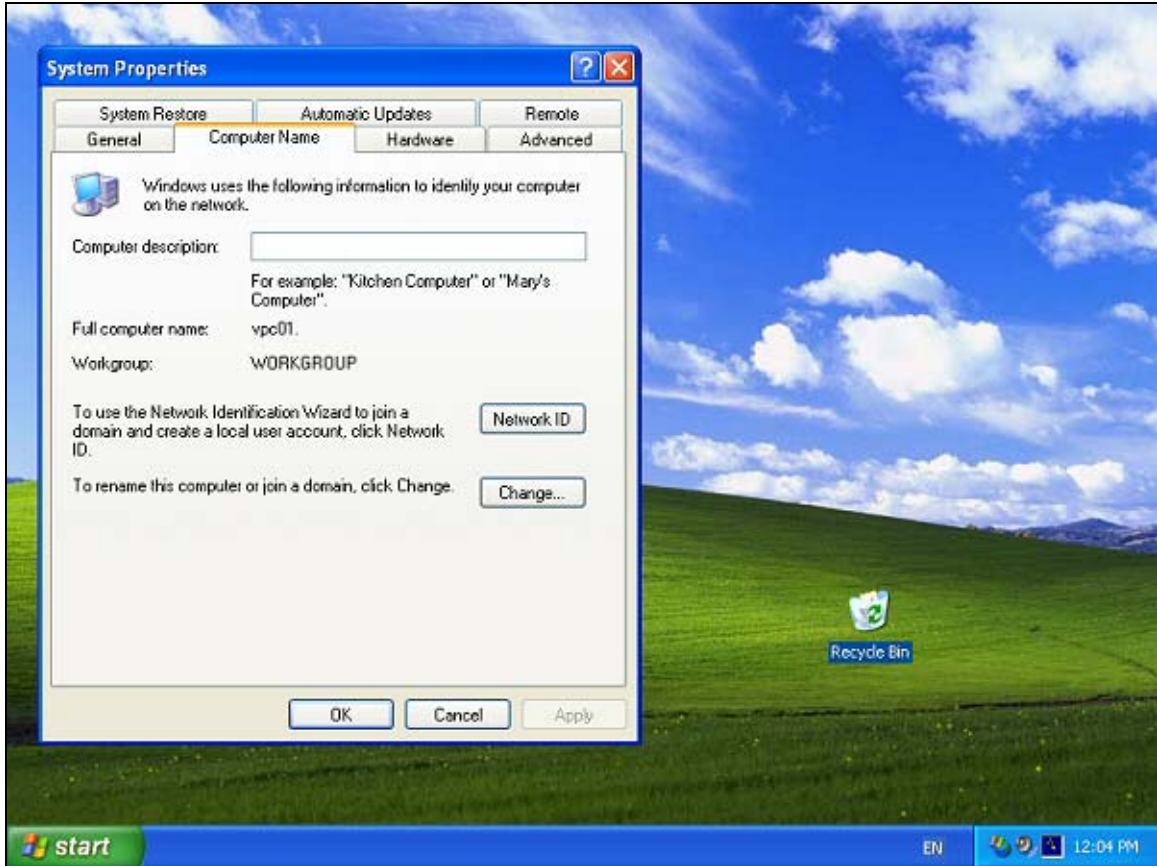 System Properties
System Restore
Automatic Updates
Remote
General
Computer Name
Hardware
Advanced
Windows uses the following information to identify your computer
on the network.
Computer description:
For example: "Kitchen Computer" or "Mary's
Computer".
Full computer name: vpc01.
Workgroup: WORKGROUP
To use the Network Identification Wizard to join a
domain and create a local user account, click Network
ID.
Network ID
To rename this computer or join a domain, click Change.
Change...
OK
Cancel
Apply
Recycle Bin
start
EN
12:04 PM